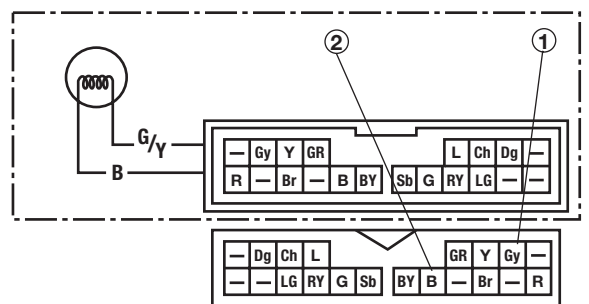 ② ①
G/Y
— Gy Y GR L Ch Dg —
B
R — Br — B BY Sb G RY LG — —
— Dg Ch L GR Y Gy —
— — LG RY G Sb BY B — Br — R